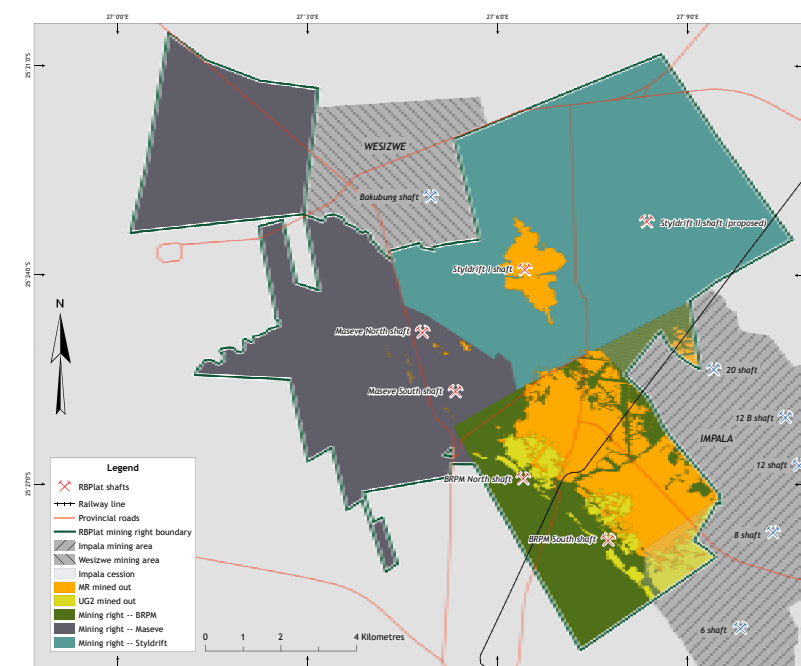 27°0'0"E
27°3'0"E
27°6'0"E
27°9'0"E
25°21'0"S
WESIZWE
Bakubung shaft
Styldrift II shaft (proposed)
25°24'0"S
Styldrift I shaft
N
Maseve North shaft
20 shaft
Maseve South shaft
12 B shaft
IMPALA
12 shaft
25°27'0"S
BRPM North shaft
8 shaft
BRPM South shaft
6 shaft
Legend
RBPlat shafts
Railway line
Provincial roads
RBPlat mining right boundary
Impala mining area
Wesizwe mining area
Impala cession
MR mined out
UG2 mined out
Mining right -- BRPM
Mining right -- Maseve
Mining right -- Styldrift
0 1 2 4 Kilometres